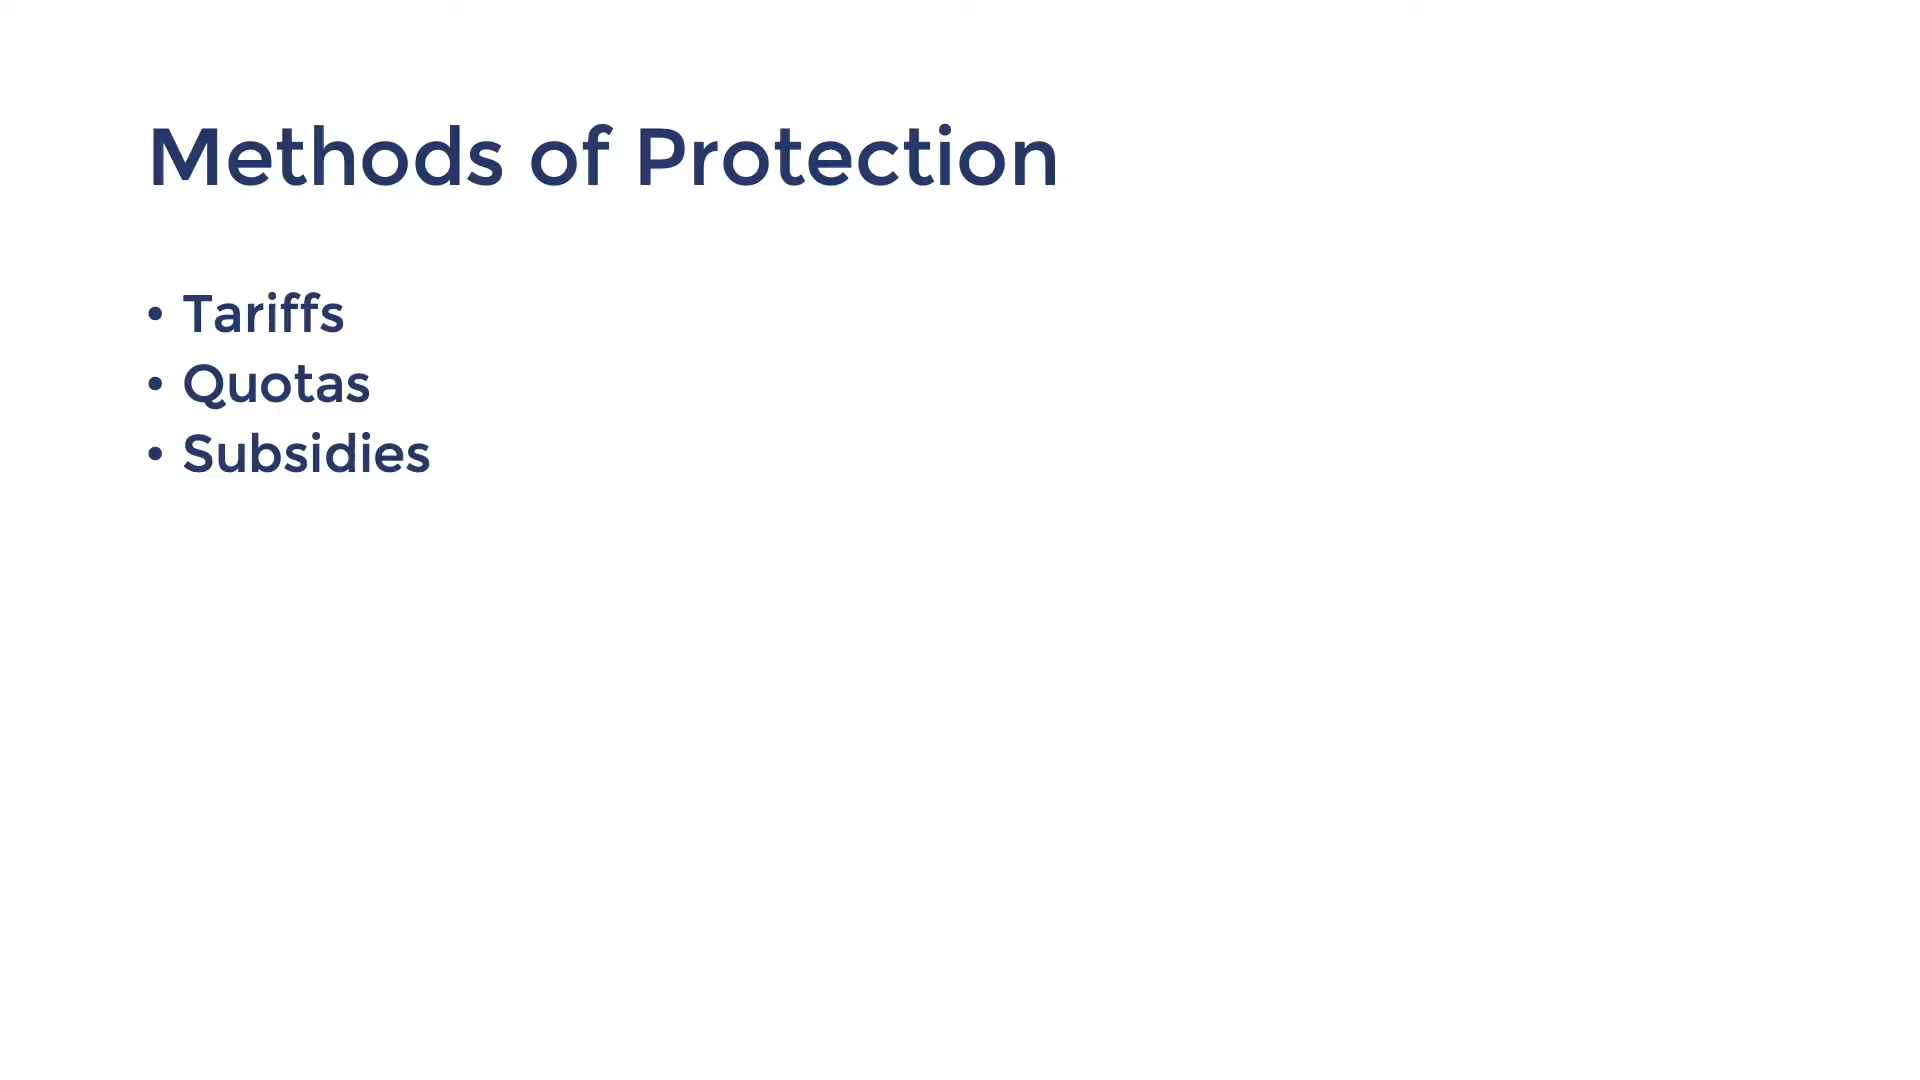 Methods of Protection
• Tariffs
• Quotas
• Subsidies